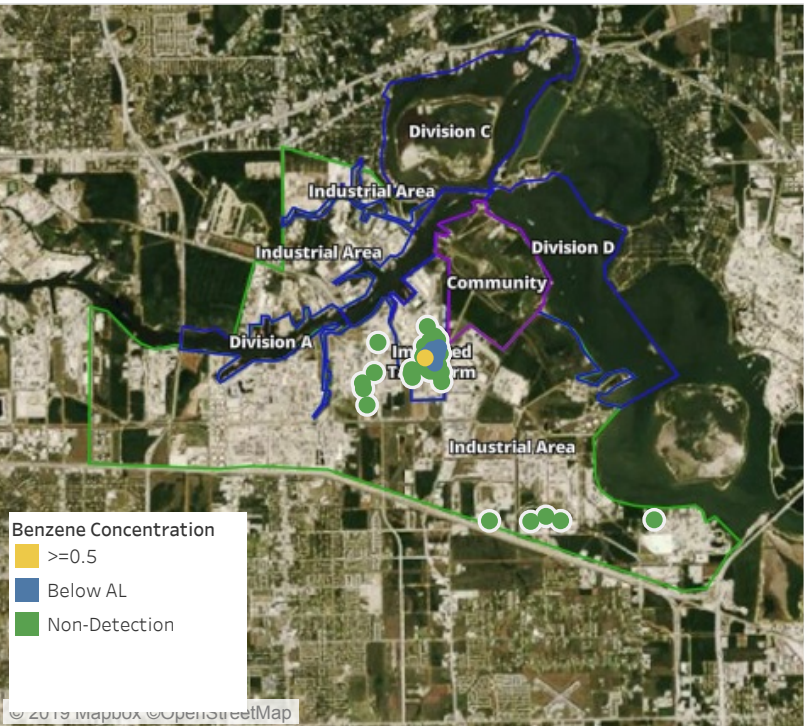 Division C
Industrial Area
Division D
Industrial Area
Community
Division A
Industrial Area
Benzene Concentration
>=0.5
Below AL
Non-Detection
© 2019 Mapbox ©OpenStreetMap